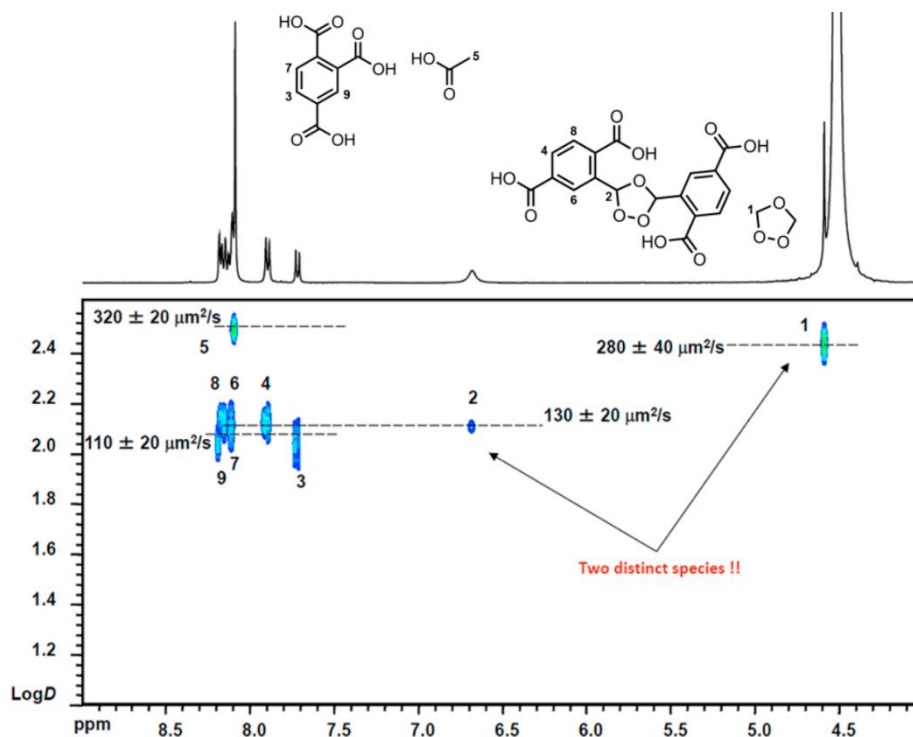 HO
O
O
OH
7
3
9
O
OH
HO
5
O
HO
O
4
8
O
OH
6
2
O
O
O
O
OH
HO
O
1
O
O
O
320 ± 20 μm²/s
5
2.4
1
280 ± 40 μm²/s
8 6 4
2.2
2
130 ± 20 μm²/s
110 ± 20 μm²/s
2.0
7
9
3
1.8
1.6
Two distinct species !!
1.4
1.2
LogD
ppm 8.5 8.0 7.5 7.0 6.5 6.0 5.5 5.0 4.5